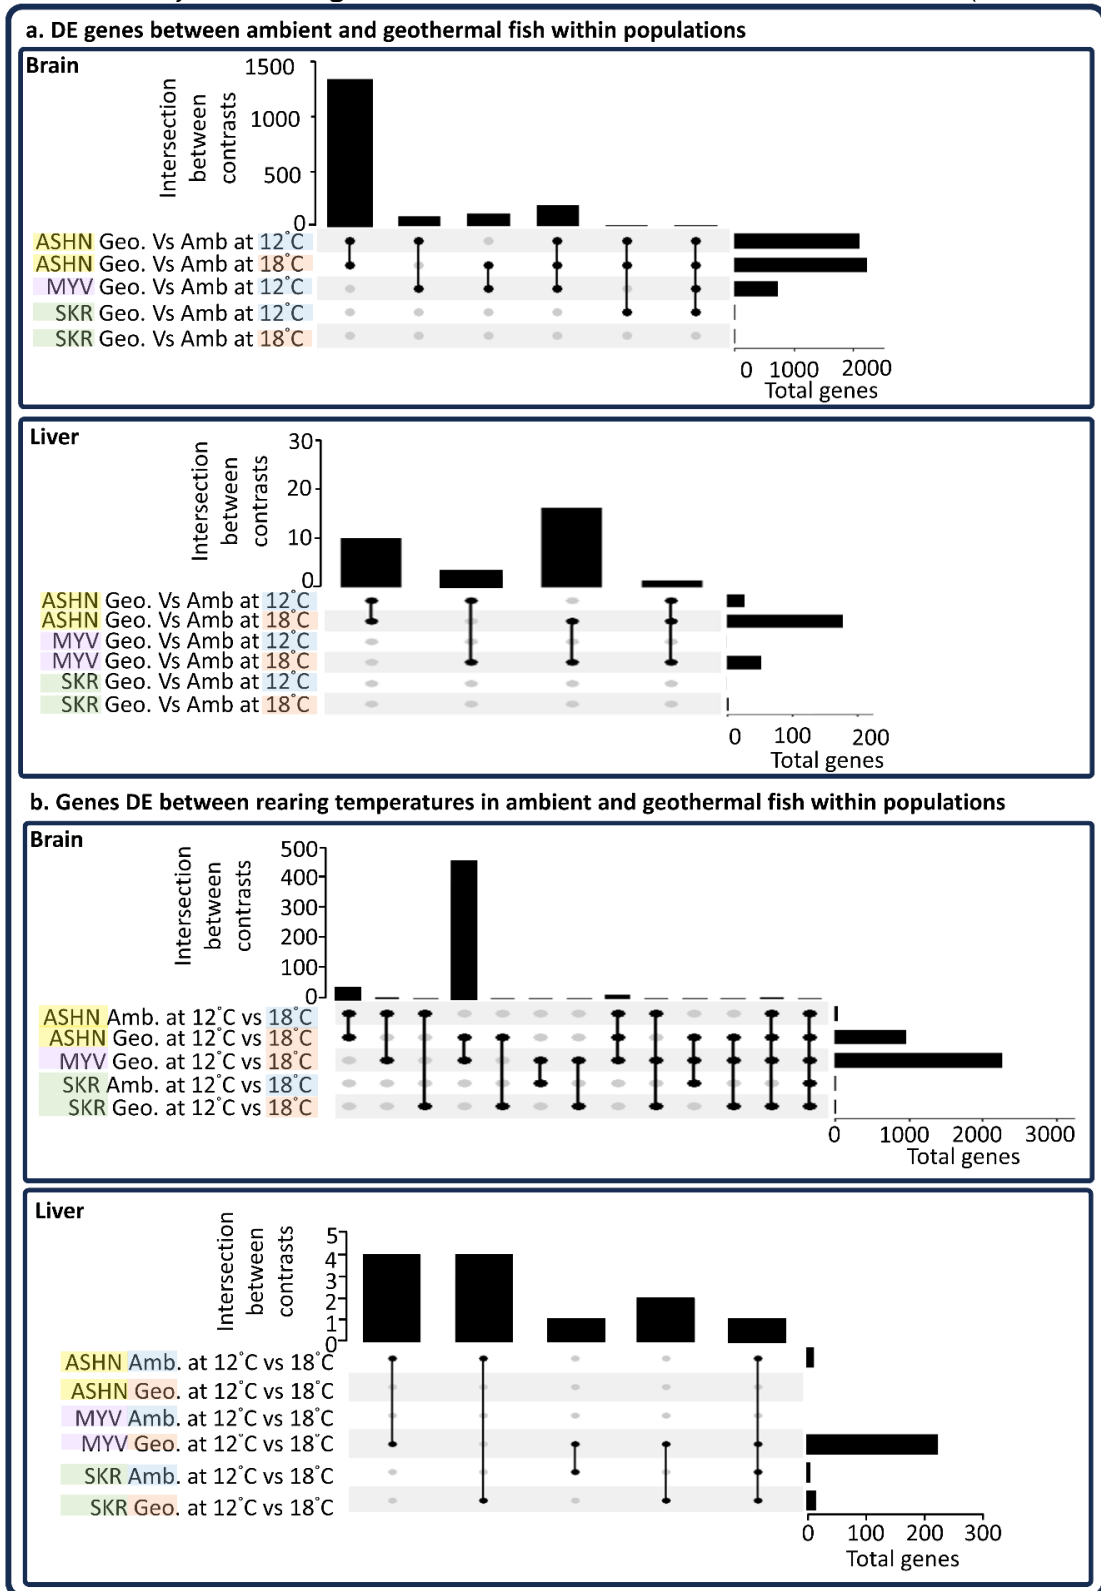 a. DE genes between ambient and geothermal fish within populations
Brain
Intersection
between
contrasts
1500
1000
500
0
ASHN Geo. Vs Amb at 12°C
ASHN Geo. Vs Amb at 18°C
MYV Geo. Vs Amb at 12°C
SKR Geo. Vs Amb at 12°C
SKR Geo. Vs Amb at 18°C
0 1000 2000
Total genes
Liver
Intersection
between
contrasts
30
20
10
0
ASHN Geo. Vs Amb at 12°C
ASHN Geo. Vs Amb at 18°C
MYV Geo. Vs Amb at 12°C
MYV Geo. Vs Amb at 18°C
SKR Geo. Vs Amb at 12°C
SKR Geo. Vs Amb at 18°C
0 100 200
Total genes
b. Genes DE between rearing temperatures in ambient and geothermal fish within populations
Brain
Intersection
between
contrasts
500
400
300
200
100
0
ASHN Amb. at 12°C vs 18°C
ASHN Geo. at 12°C vs 18°C
MYV Geo. at 12°C vs 18°C
SKR Amb. at 12°C vs 18°C
SKR Geo. at 12°C vs 18°C
0 1000 2000 3000
Total genes
Liver
Intersection
between
contrasts
5
4
3
2
1
0
ASHN Amb. at 12°C vs 18°C
ASHN Geo. at 12°C vs 18°C
MYV Amb. at 12°C vs 18°C
MYV Geo. at 12°C vs 18°C
SKR Amb. at 12°C vs 18°C
SKR Geo. at 12°C vs 18°C
0 100 200 300
Total genes